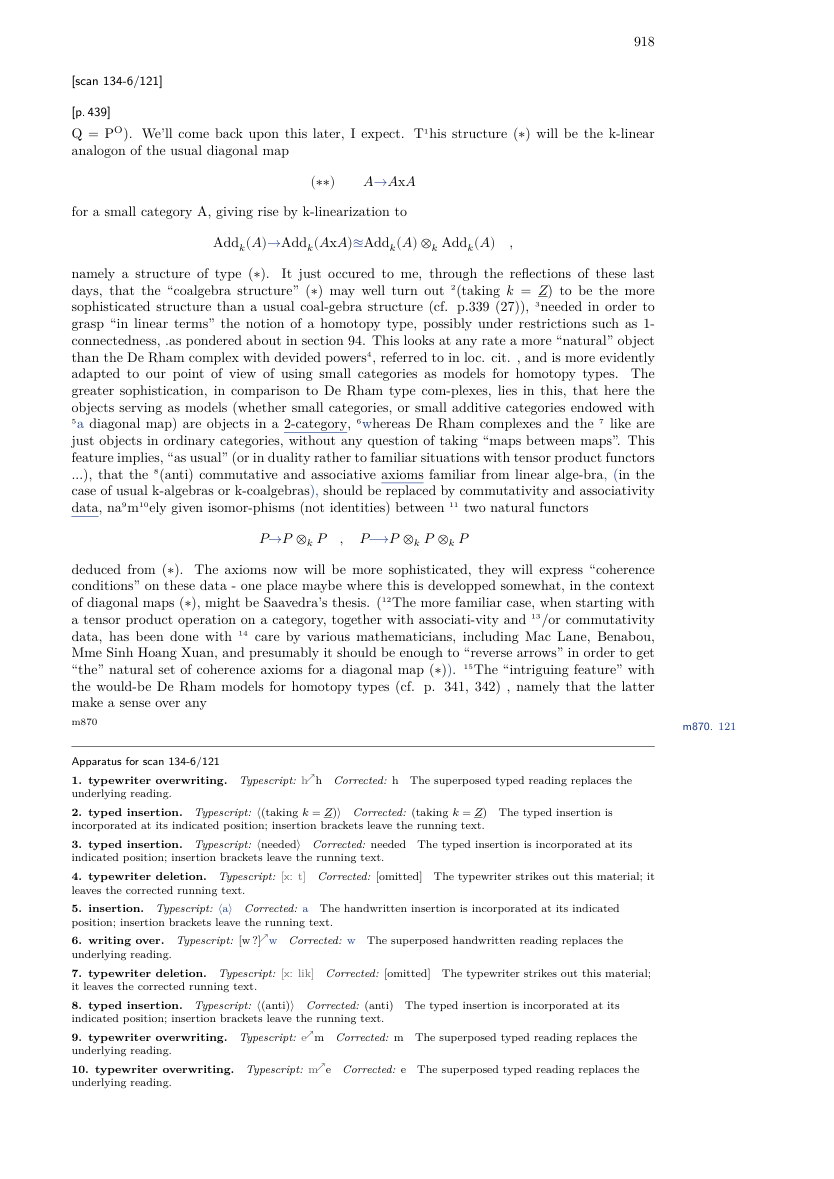 918
[scan 134-6/121]
[p. 439]
Q = Pᴼ). We'll come back upon this later, I expect. T¹his structure (∗) will be the k-linear
analogon of the usual diagonal map
(∗∗) A→AxA
for a small category A, giving rise by k-linearization to
Addₖ(A)→Addₖ(AxA)≊Addₖ(A) ⊗ₖ Addₖ(A) ,
namely a structure of type (∗). It just occured to me, through the reflections of these last
days, that the “coalgebra structure” (∗) may well turn out ²(taking k = Z) to be the more
sophisticated structure than a usual coal-gebra structure (cf. p.339 (27)), ³needed in order to
grasp “in linear terms” the notion of a homotopy type, possibly under restrictions such as 1-
connectedness, .as pondered about in section 94. This looks at any rate a more “natural” object
than the De Rham complex with devided powers⁴, referred to in loc. cit. , and is more evidently
adapted to our point of view of using small categories as models for homotopy types. The
greater sophistication, in comparison to De Rham type com-plexes, lies in this, that here the
objects serving as models (whether small categories, or small additive categories endowed with
⁵a diagonal map) are objects in a 2-category, ⁶whereas De Rham complexes and the ⁷ like are
just objects in ordinary categories, without any question of taking “maps between maps”. This
feature implies, “as usual” (or in duality rather to familiar situations with tensor product functors
...), that the ⁸(anti) commutative and associative axioms familiar from linear alge-bra, (in the
case of usual k-algebras or k-coalgebras), should be replaced by commutativity and associativity
data, na⁹m¹⁰ely given isomor-phisms (not identities) between ¹¹ two natural functors
P→P ⊗ₖ P , P⟶P ⊗ₖ P ⊗ₖ P
deduced from (∗). The axioms now will be more sophisticated, they will express “coherence
conditions” on these data - one place maybe where this is developped somewhat, in the context
of diagonal maps (∗), might be Saavedra's thesis. (¹²The more familiar case, when starting with
a tensor product operation on a category, together with associati-vity and ¹³/or commutativity
data, has been done with ¹⁴ care by various mathematicians, including Mac Lane, Benabou,
Mme Sinh Hoang Xuan, and presumably it should be enough to “reverse arrows” in order to get
“the” natural set of coherence axioms for a diagonal map (∗)). ¹⁵The “intriguing feature” with
the would-be De Rham models for homotopy types (cf. p. 341, 342) , namely that the latter
make a sense over any
m870
m870. 121
Apparatus for scan 134-6/121
1. typewriter overwriting. Typescript: h↗h Corrected: h The superposed typed reading replaces the
underlying reading.
2. typed insertion. Typescript: ⟨(taking k = Z)⟩ Corrected: (taking k = Z) The typed insertion is
incorporated at its indicated position; insertion brackets leave the running text.
3. typed insertion. Typescript: ⟨needed⟩ Corrected: needed The typed insertion is incorporated at its
indicated position; insertion brackets leave the running text.
4. typewriter deletion. Typescript: [x: t] Corrected: [omitted] The typewriter strikes out this material; it
leaves the corrected running text.
5. insertion. Typescript: ⟨a⟩ Corrected: a The handwritten insertion is incorporated at its indicated
position; insertion brackets leave the running text.
6. writing over. Typescript: [w ?]↗w Corrected: w The superposed handwritten reading replaces the
underlying reading.
7. typewriter deletion. Typescript: [x: lik] Corrected: [omitted] The typewriter strikes out this material;
it leaves the corrected running text.
8. typed insertion. Typescript: ⟨(anti)⟩ Corrected: (anti) The typed insertion is incorporated at its
indicated position; insertion brackets leave the running text.
9. typewriter overwriting. Typescript: e↗m Corrected: m The superposed typed reading replaces the
underlying reading.
10. typewriter overwriting. Typescript: m↗e Corrected: e The superposed typed reading replaces the
underlying reading.